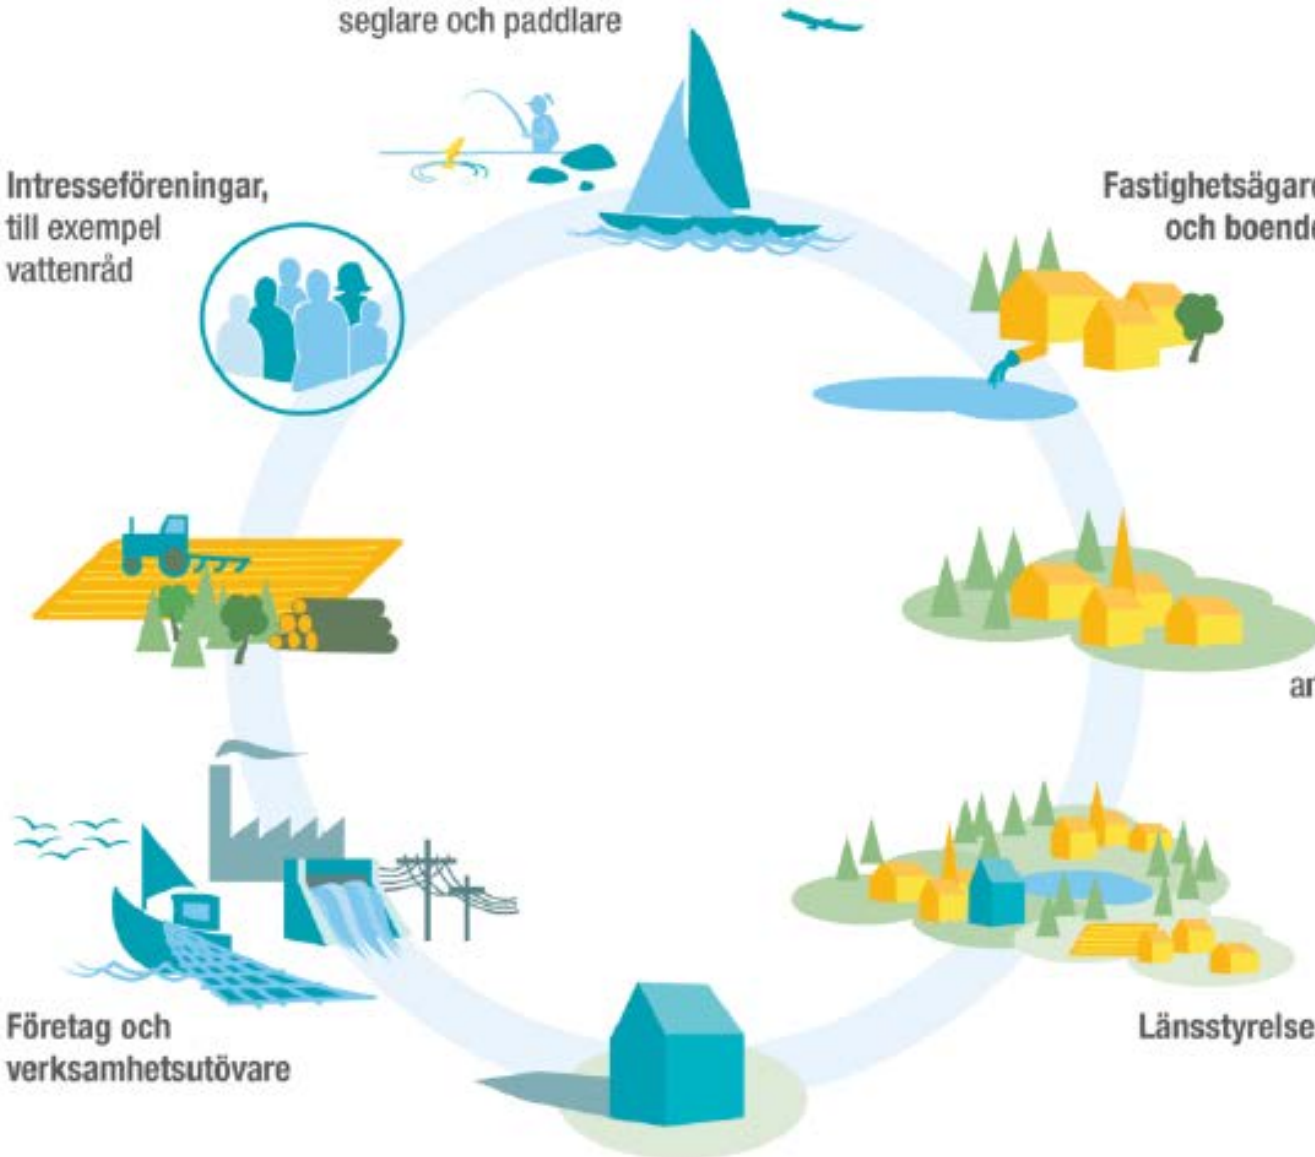 seglare och paddlare
Intresseföreningar,
till exempel
vattenråd
Fastighetsägare
och boende
Företag och
verksamhetsutövare
Länsstyrelse